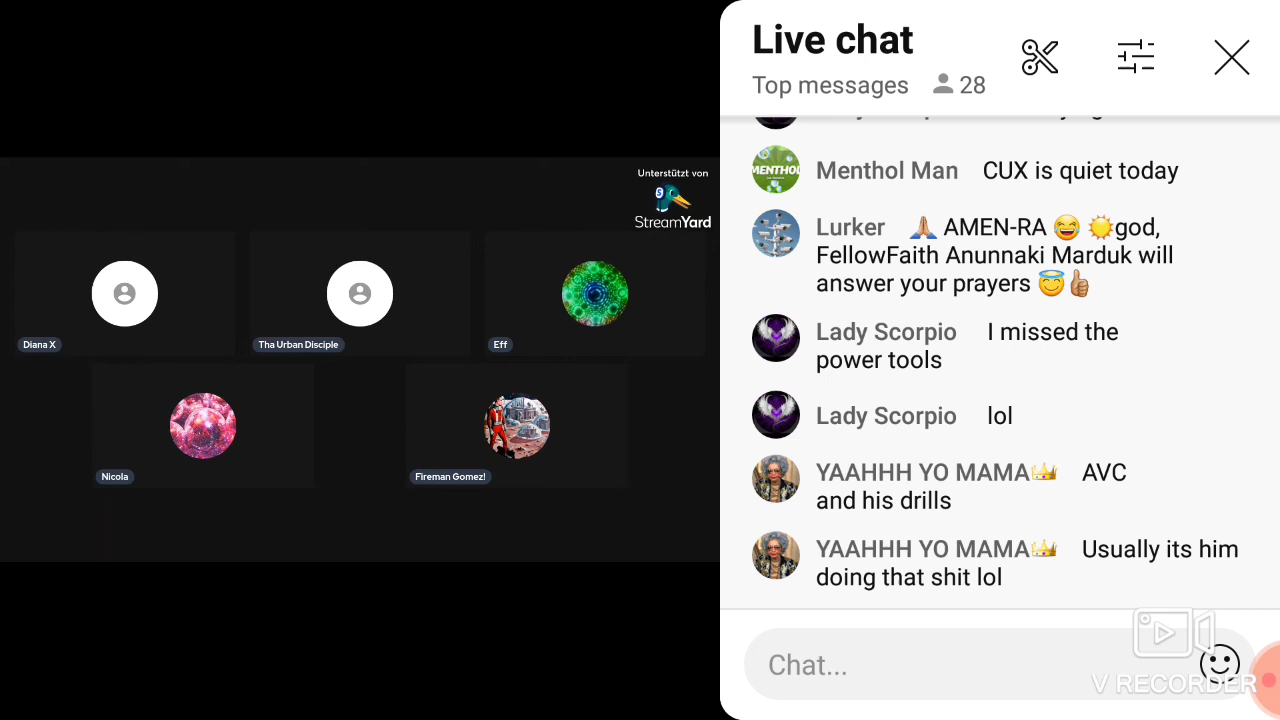 Live chat
Top messages 28
Unterstützt von
StreamYard
Diana X
Tha Urban Disciple
Eff
Nicola
Fireman Gomez!
MENTHOL
Menthol Man CUX is quiet today
Lurker 🙏🏽 AMEN-RA 😂 ☀️god,
FellowFaith Anunnaki Marduk will
answer your prayers 😇👍🏽
Lady Scorpio I missed the
power tools
Lady Scorpio lol
YAAHHH YO MAMA👑 AVC
and his drills
YAAHHH YO MAMA👑 Usually its him
doing that shit lol
Chat...
V RECORDER